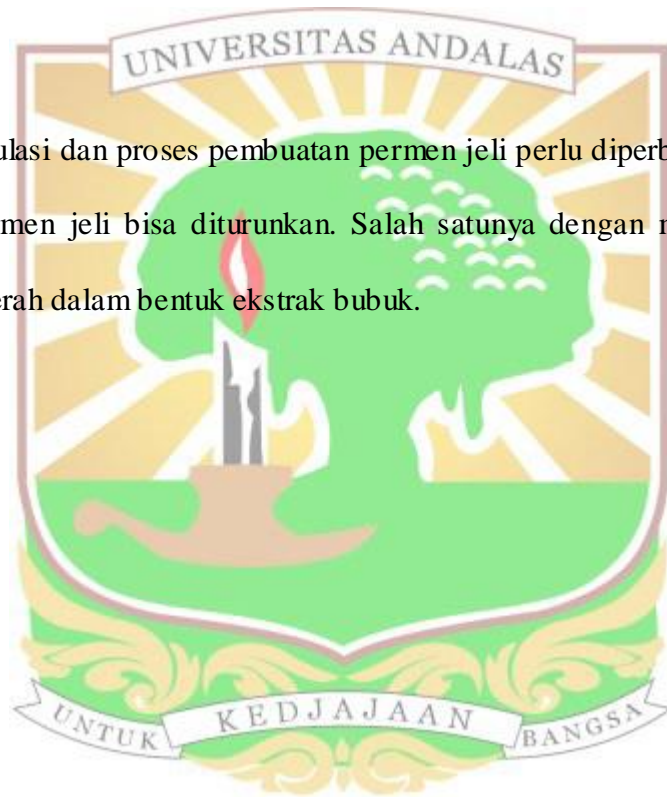 UNIVERSITAS ANDALAS
ulasi dan proses pembuatan permen jeli perlu diperb
men jeli bisa diturunkan. Salah satunya dengan
erah dalam bentuk ekstrak bubuk.
UNTUK KEDJAJAAN BANGSA